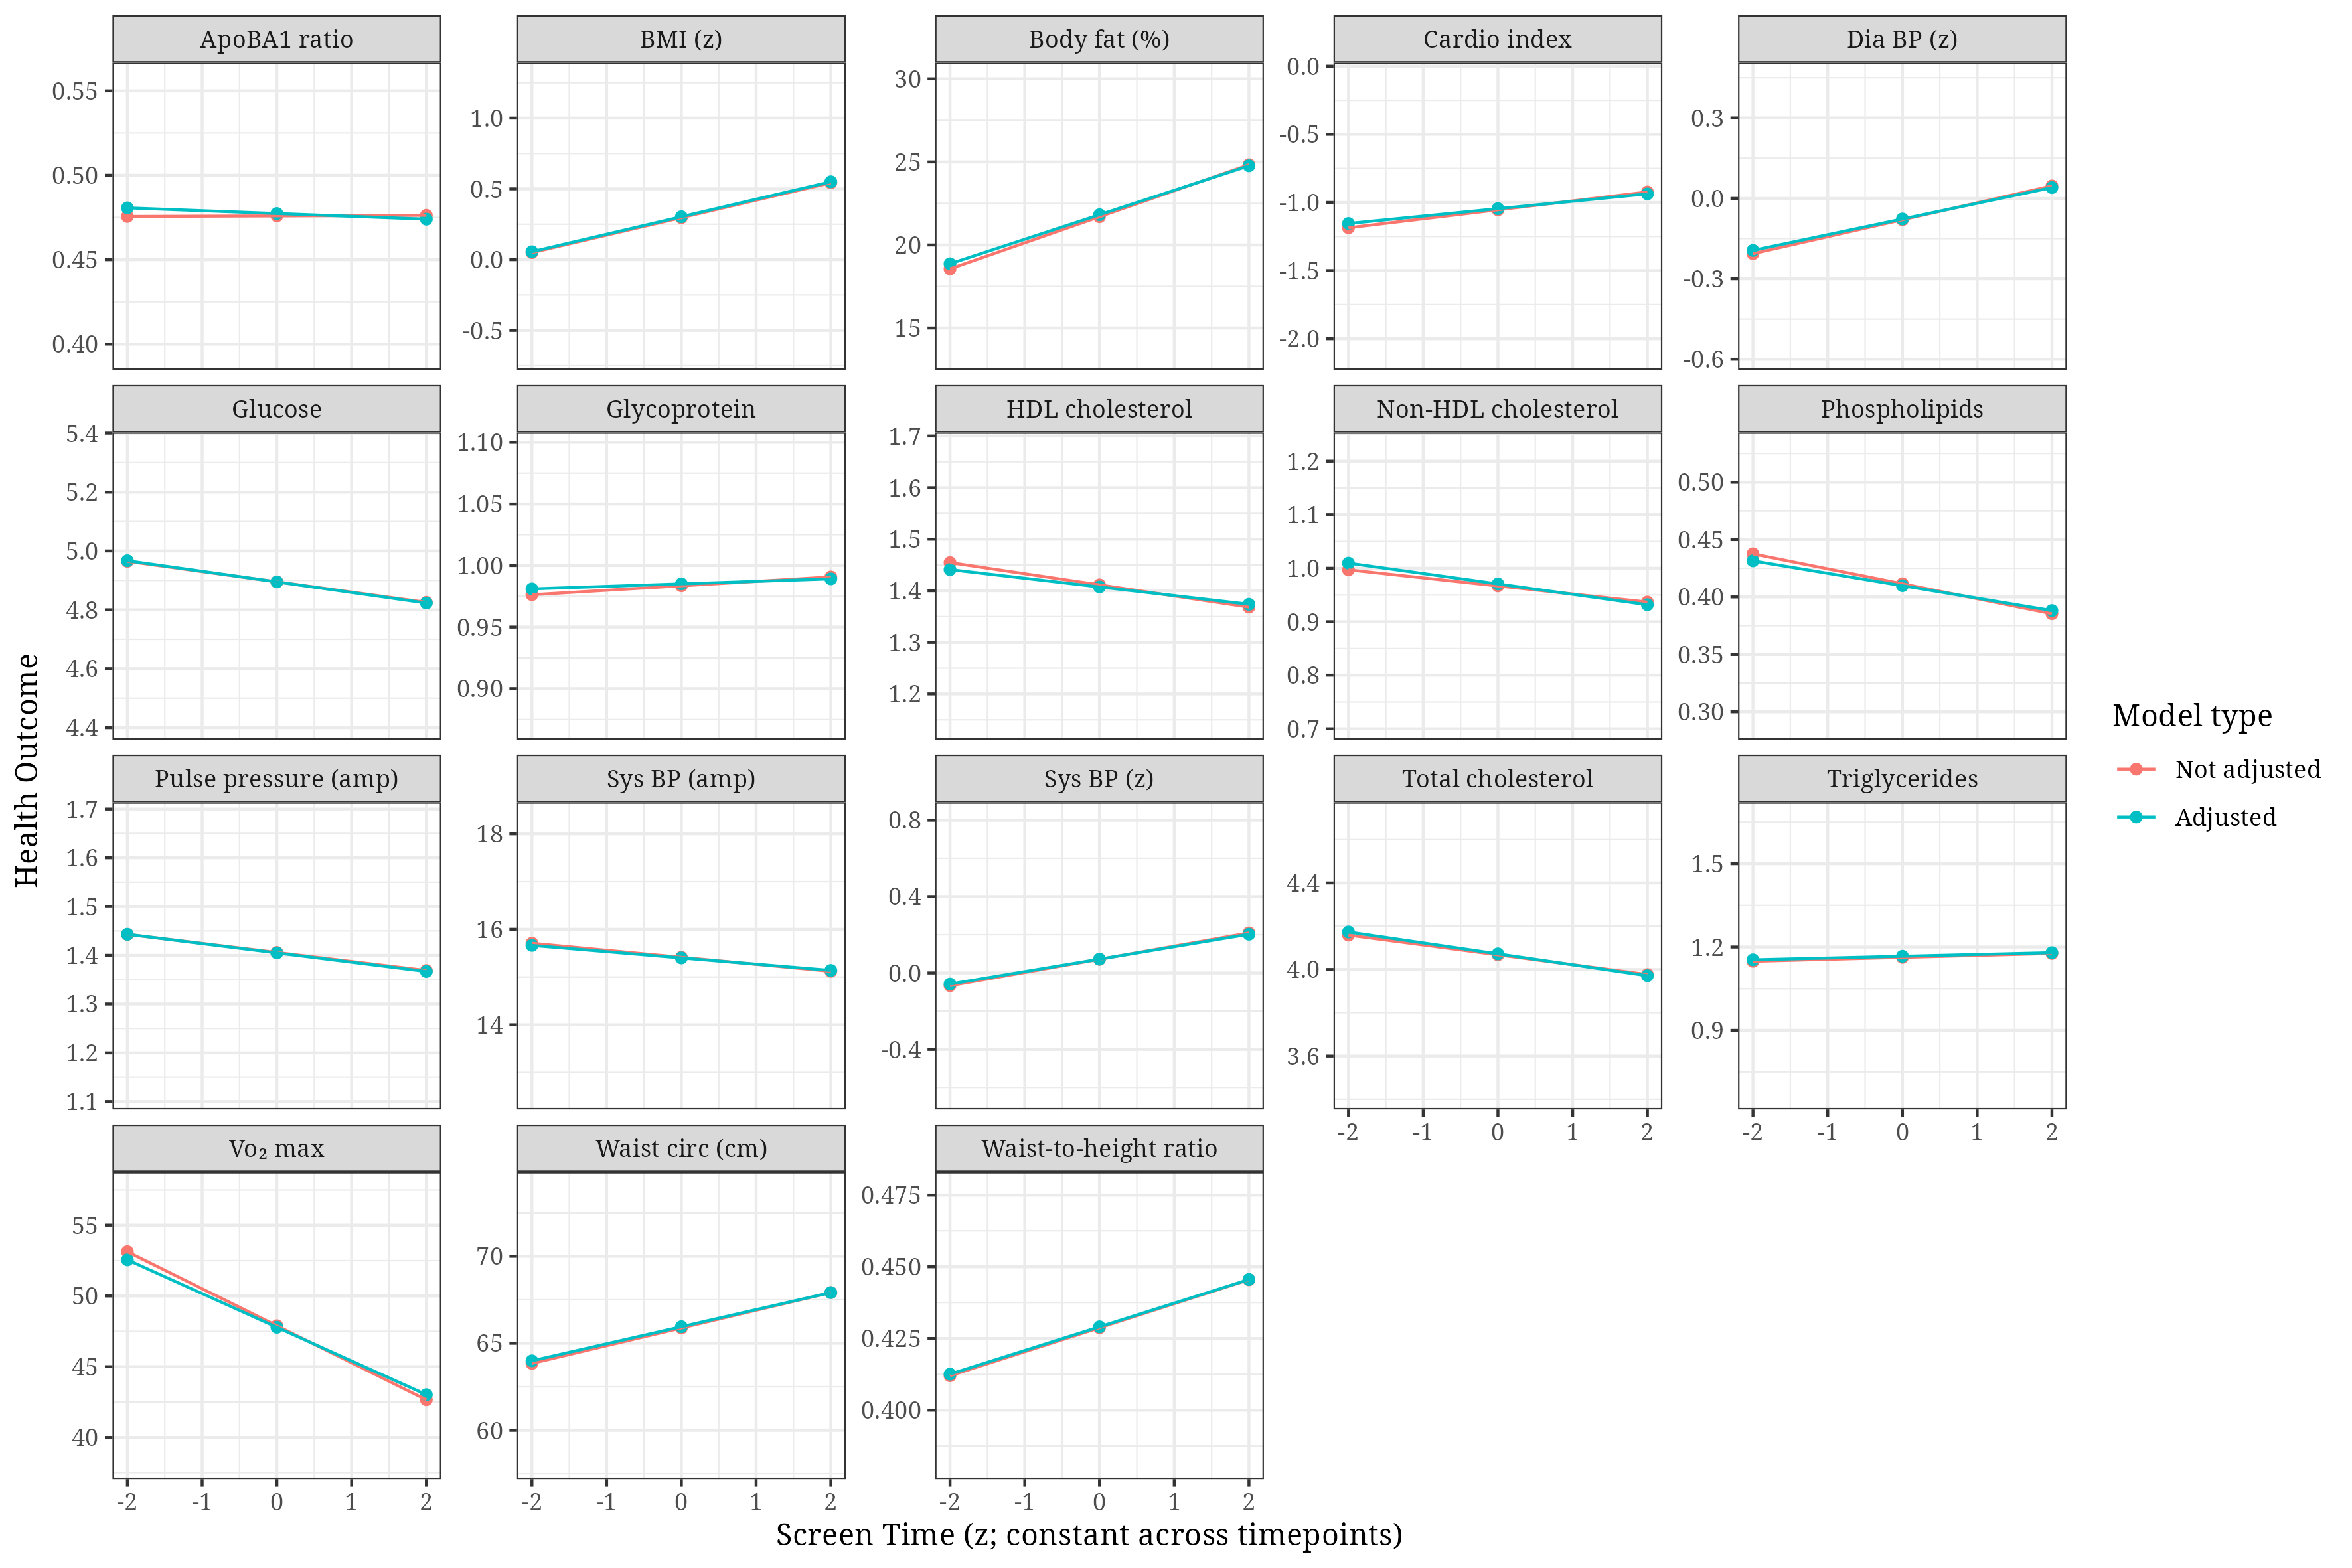 ApoBA1 ratio
BMI (z)
Body fat (%)
Cardio index
Dia BP (z)
0.55
0.50
0.45
0.40
1.0
0.5
0.0
-0.5
30
25
20
15
0.0
-0.5
-1.0
-1.5
-2.0
0.3
0.0
-0.3
-0.6
Glucose
Glycoprotein
HDL cholesterol
Non-HDL cholesterol
Phospholipids
5.4
5.2
5.0
4.8
4.6
4.4
1.10
1.05
1.00
0.95
0.90
1.7
1.6
1.5
1.4
1.3
1.2
1.2
1.1
1.0
0.9
0.8
0.7
0.50
0.45
0.40
0.35
0.30
Pulse pressure (amp)
Sys BP (amp)
Sys BP (z)
Total cholesterol
Triglycerides
1.7
1.6
1.5
1.4
1.3
1.2
1.1
18
16
14
0.8
0.4
0.0
-0.4
4.4
4.0
3.6
1.5
1.2
0.9
-2 -1 0 1 2
-2 -1 0 1 2
Vo₂ max
Waist circ (cm)
Waist-to-height ratio
55
50
45
40
70
65
60
0.475
0.450
0.425
0.400
-2 -1 0 1 2
-2 -1 0 1 2
-2 -1 0 1 2
Screen Time (z; constant across timepoints)
Health Outcome
Model type
Not adjusted
Adjusted